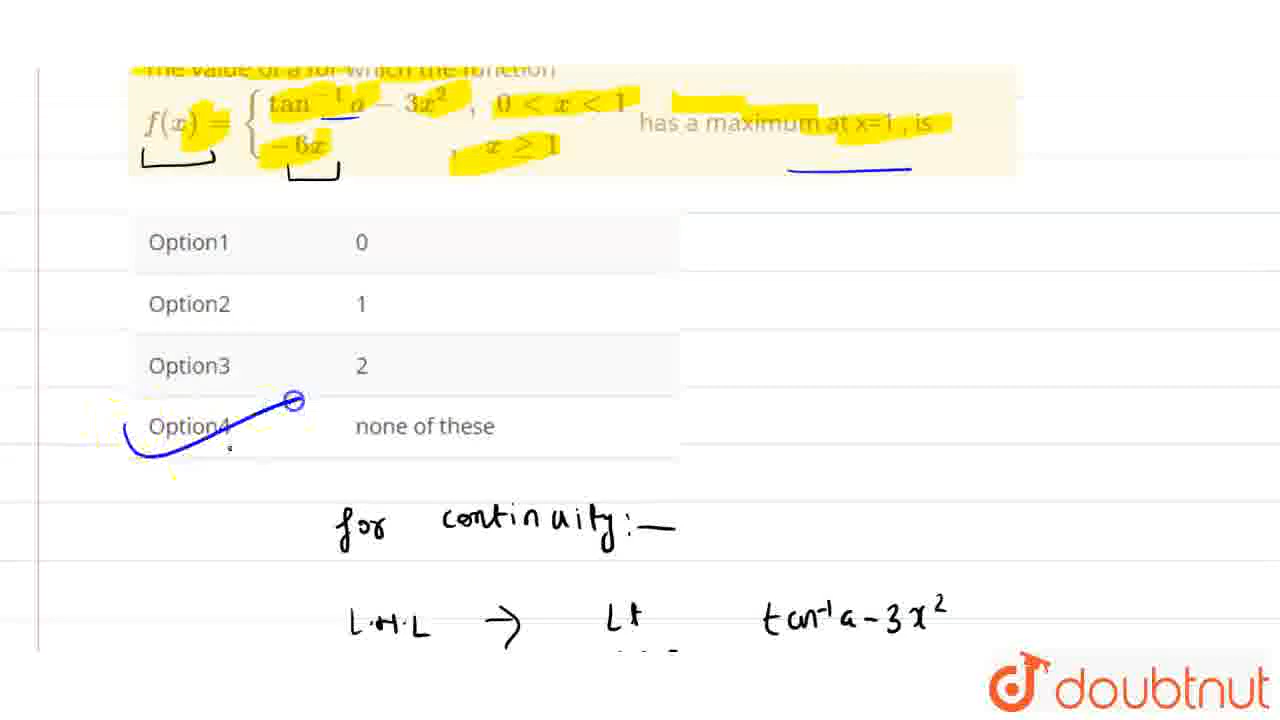 The value of a for which the function
f(x) = { tan⁻¹ a − 3x² , 0 < x < 1
−6x , x ≥ 1
has a maximum at x=1 , is
Option1 0
Option2 1
Option3 2
Option4 none of these
for continuity:—
L.H.L → Lt tan⁻¹a − 3x²
doubtnut